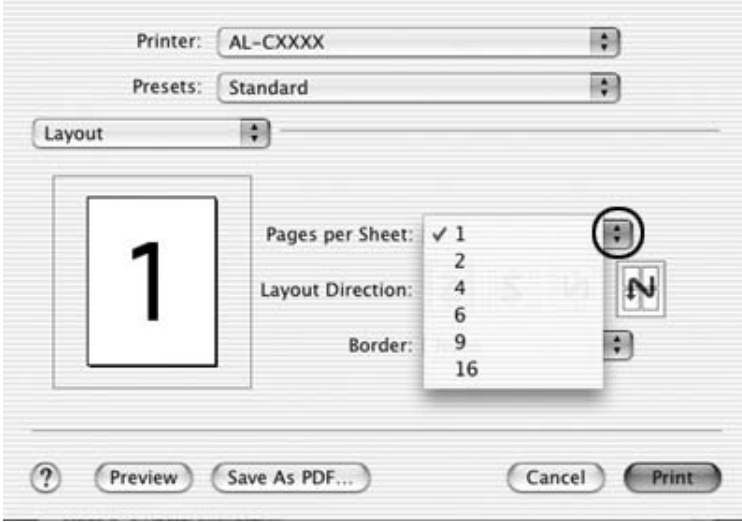 Printer: AL-CXXXX
Presets: Standard
Layout
1
Pages per Sheet: ✓ 1
2
Layout Direction: 4
6
Border: 9
16
? Preview Save As PDF... Cancel Print